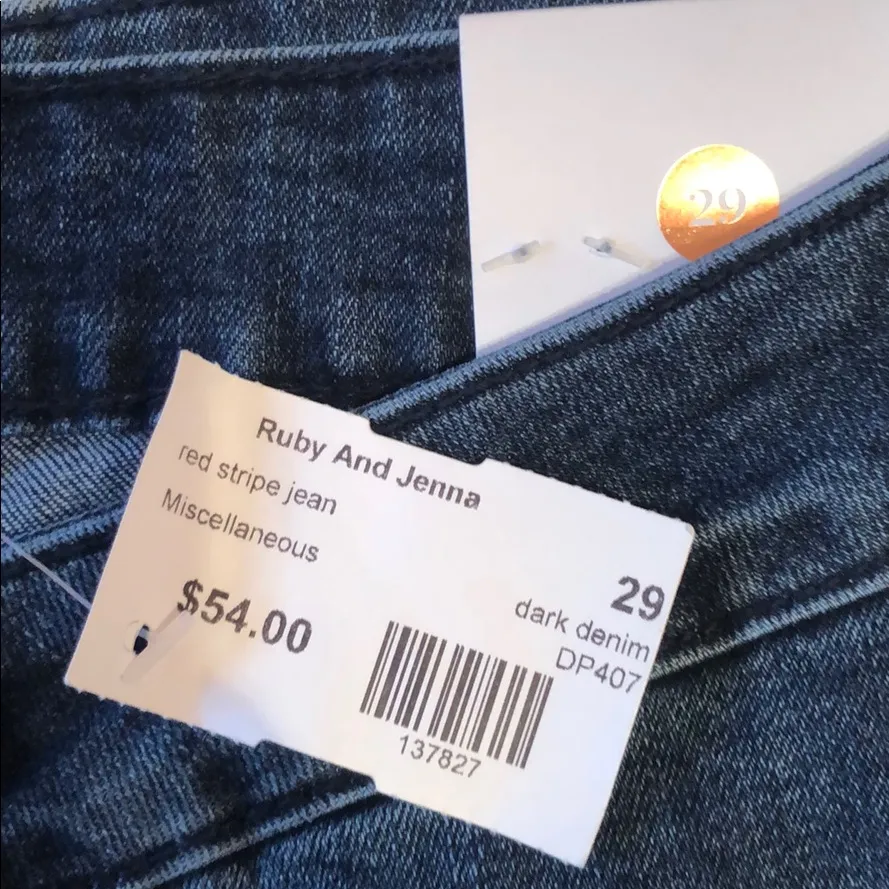 29
Ruby And Jenna
red stripe jean
Miscellaneous
$54.00
29
dark denim
DP407
137827